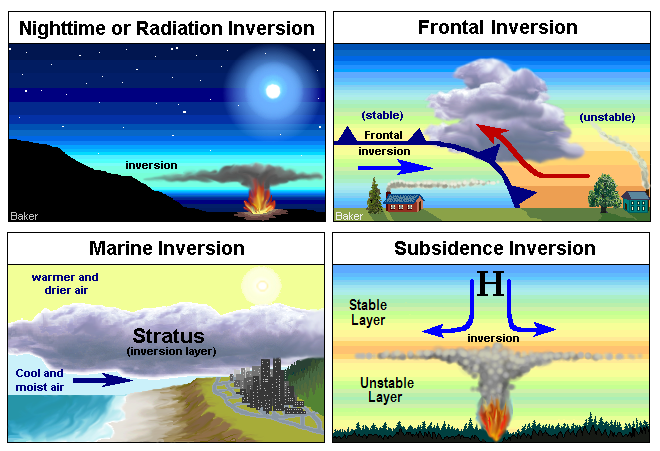 Nighttime or Radiation Inversion
inversion
Baker
Frontal Inversion
(stable)
(unstable)
Frontal
inversion
Baker
Marine Inversion
warmer and
drier air
Stratus
(inversion layer)
Cool and
moist air
Subsidence Inversion
H
Stable
Layer
inversion
Unstable
Layer